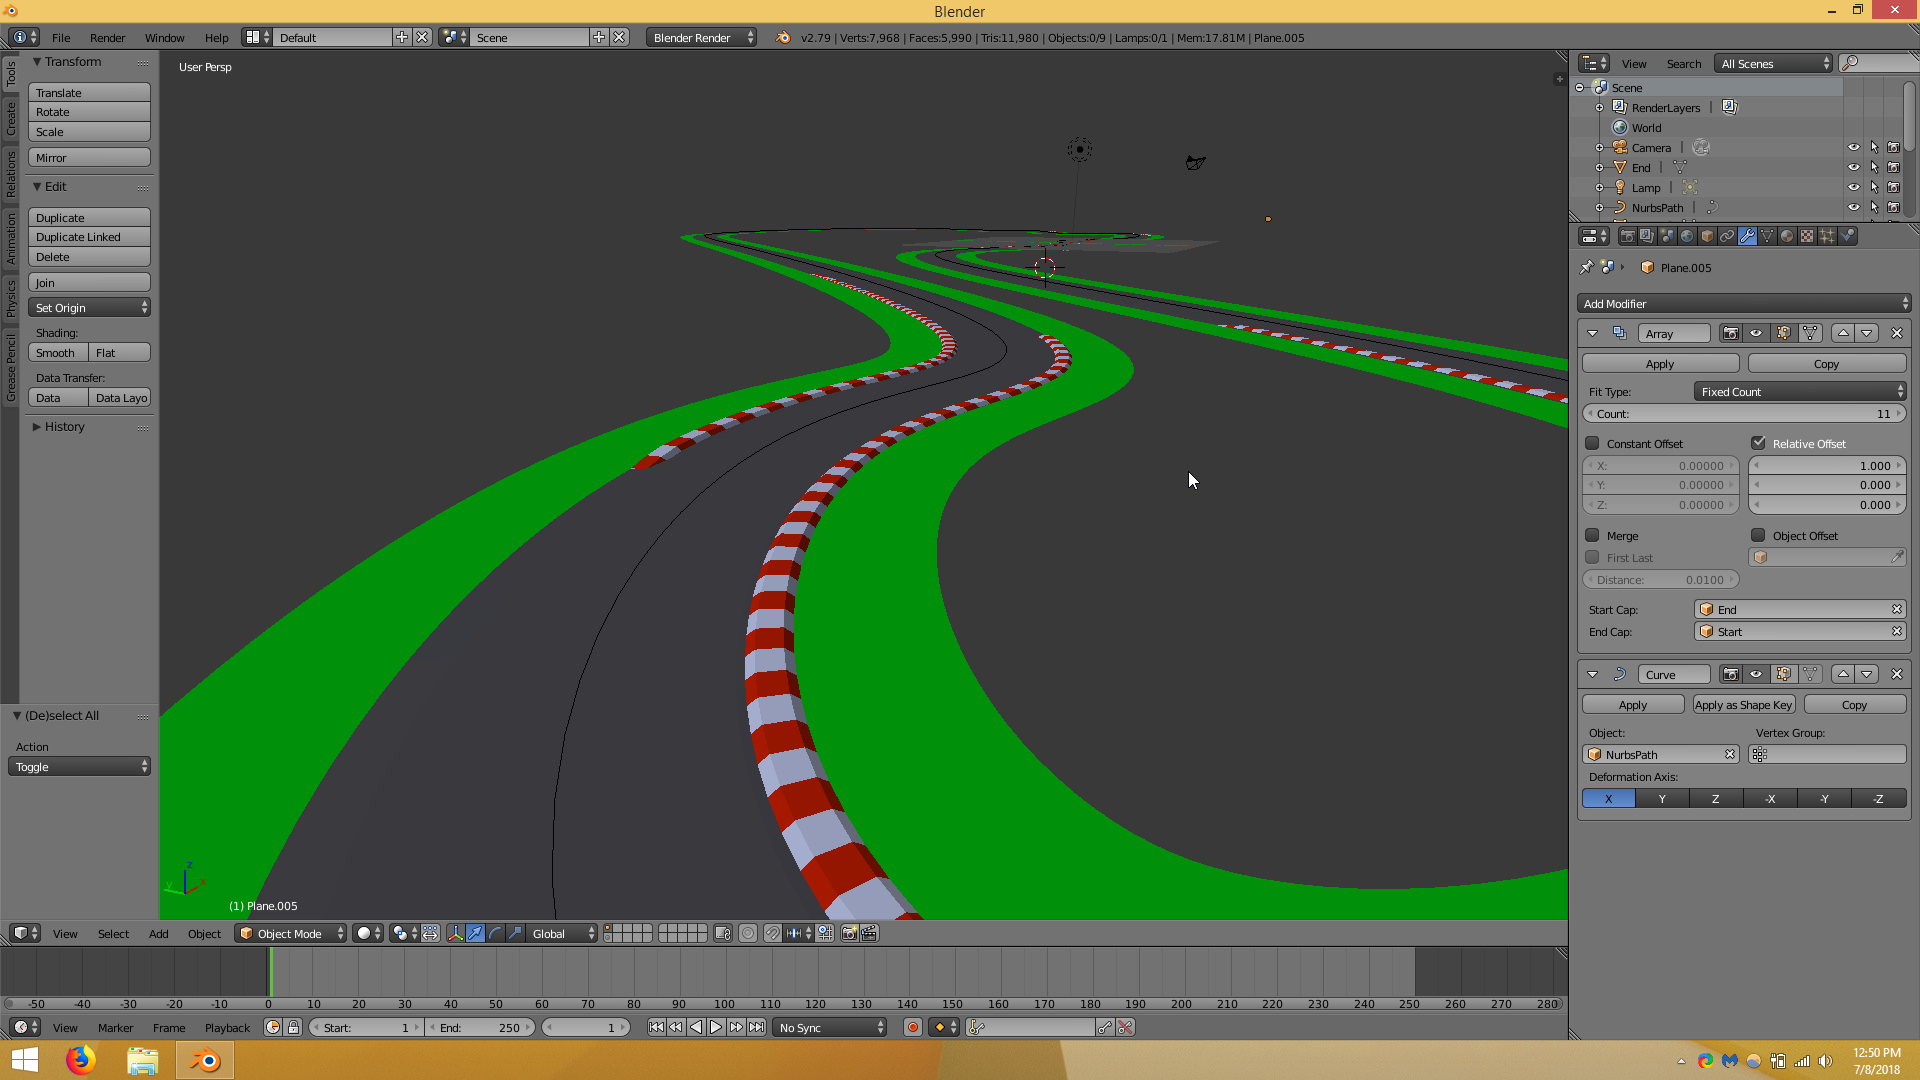 Blender
File Render Window Help Default Scene Blender Render v2.79 | Verts:7,968 | Faces:5,990 | Tris:11,980 | Objects:0/9 | Lamps:0/1 | Mem:17.81M | Plane.005
Tools
Create
Relations
Animation
Physics
Grease Pencil
Transform
Translate
Rotate
Scale
Mirror
Edit
Duplicate
Duplicate Linked
Delete
Join
Set Origin
Shading:
Smooth Flat
Data Transfer:
Data Data Layo
History
(De)select All
Action
Toggle
User Persp
z
y
x
(1) Plane.005
View Select Add Object Object Mode Global
View Search All Scenes
Scene
RenderLayers |
World
Camera |
End |
Lamp |
NurbsPath |
Plane.005
Add Modifier
Array
Apply Copy
Fit Type: Fixed Count
Count: 11
Constant Offset Relative Offset
X: 0.00000 1.000
Y: 0.00000 0.000
Z: 0.00000 0.000
Merge Object Offset
First Last
Distance: 0.0100
Start Cap: End
End Cap: Start
Curve
Apply Apply as Shape Key Copy
Object: Vertex Group:
NurbsPath
Deformation Axis:
X Y Z -X -Y -Z
-50 -40 -30 -20 -10 0 10 20 30 40 50 60 70 80 90 100 110 120 130 140 150 160 170 180 190 200 210 220 230 240 250 260 270 280
View Marker Frame Playback Start: 1 End: 250 1 No Sync
12:50 PM
7/8/2018